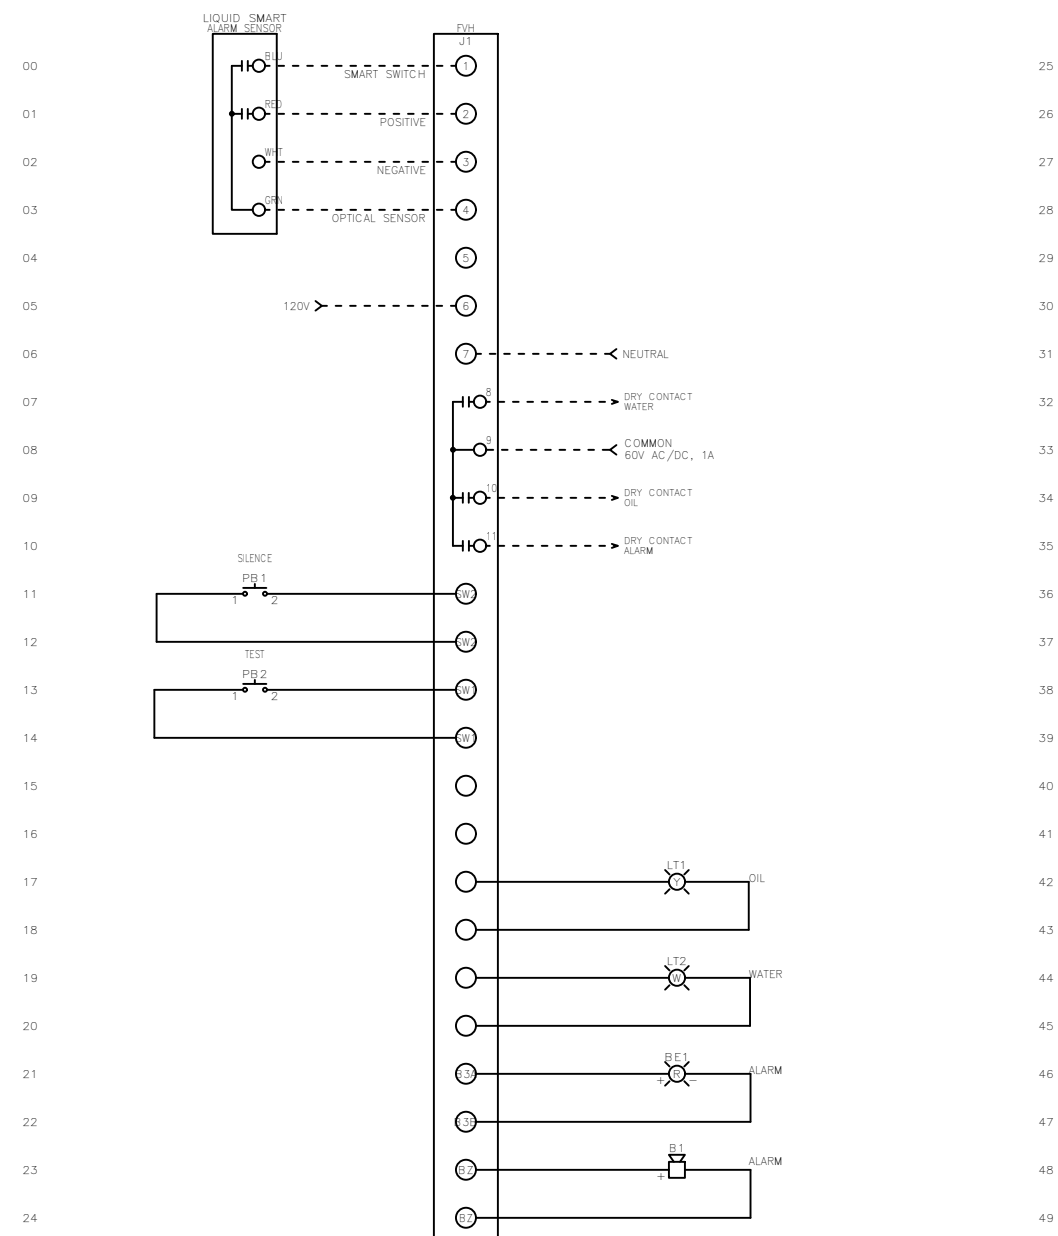 LIQUID SMART
ALARM SENSOR
FVH
J1
00
BLU
SMART SWITCH
1
25
01
RED
POSITIVE
2
26
02
WHT
NEGATIVE
3
27
03
GRN
OPTICAL SENSOR
4
28
04
5
29
05
120V
6
30
06
7
NEUTRAL
31
07
8
DRY CONTACT
WATER
32
08
9
COMMON
60V AC/DC, 1A
33
09
10
DRY CONTACT
OIL
34
10
11
DRY CONTACT
ALARM
35
SILENCE
PB1
11
1 2
SW2
36
12
SW2
37
TEST
PB2
13
1 2
SW1
38
14
SW1
39
15
40
16
41
LT1
17
Y
OIL
42
18
43
LT2
19
W
WATER
44
20
45
BE1
21
B3A
+ R −
ALARM
46
22
B3B
47
B1
23
BZ
+
ALARM
48
24
BZ
49